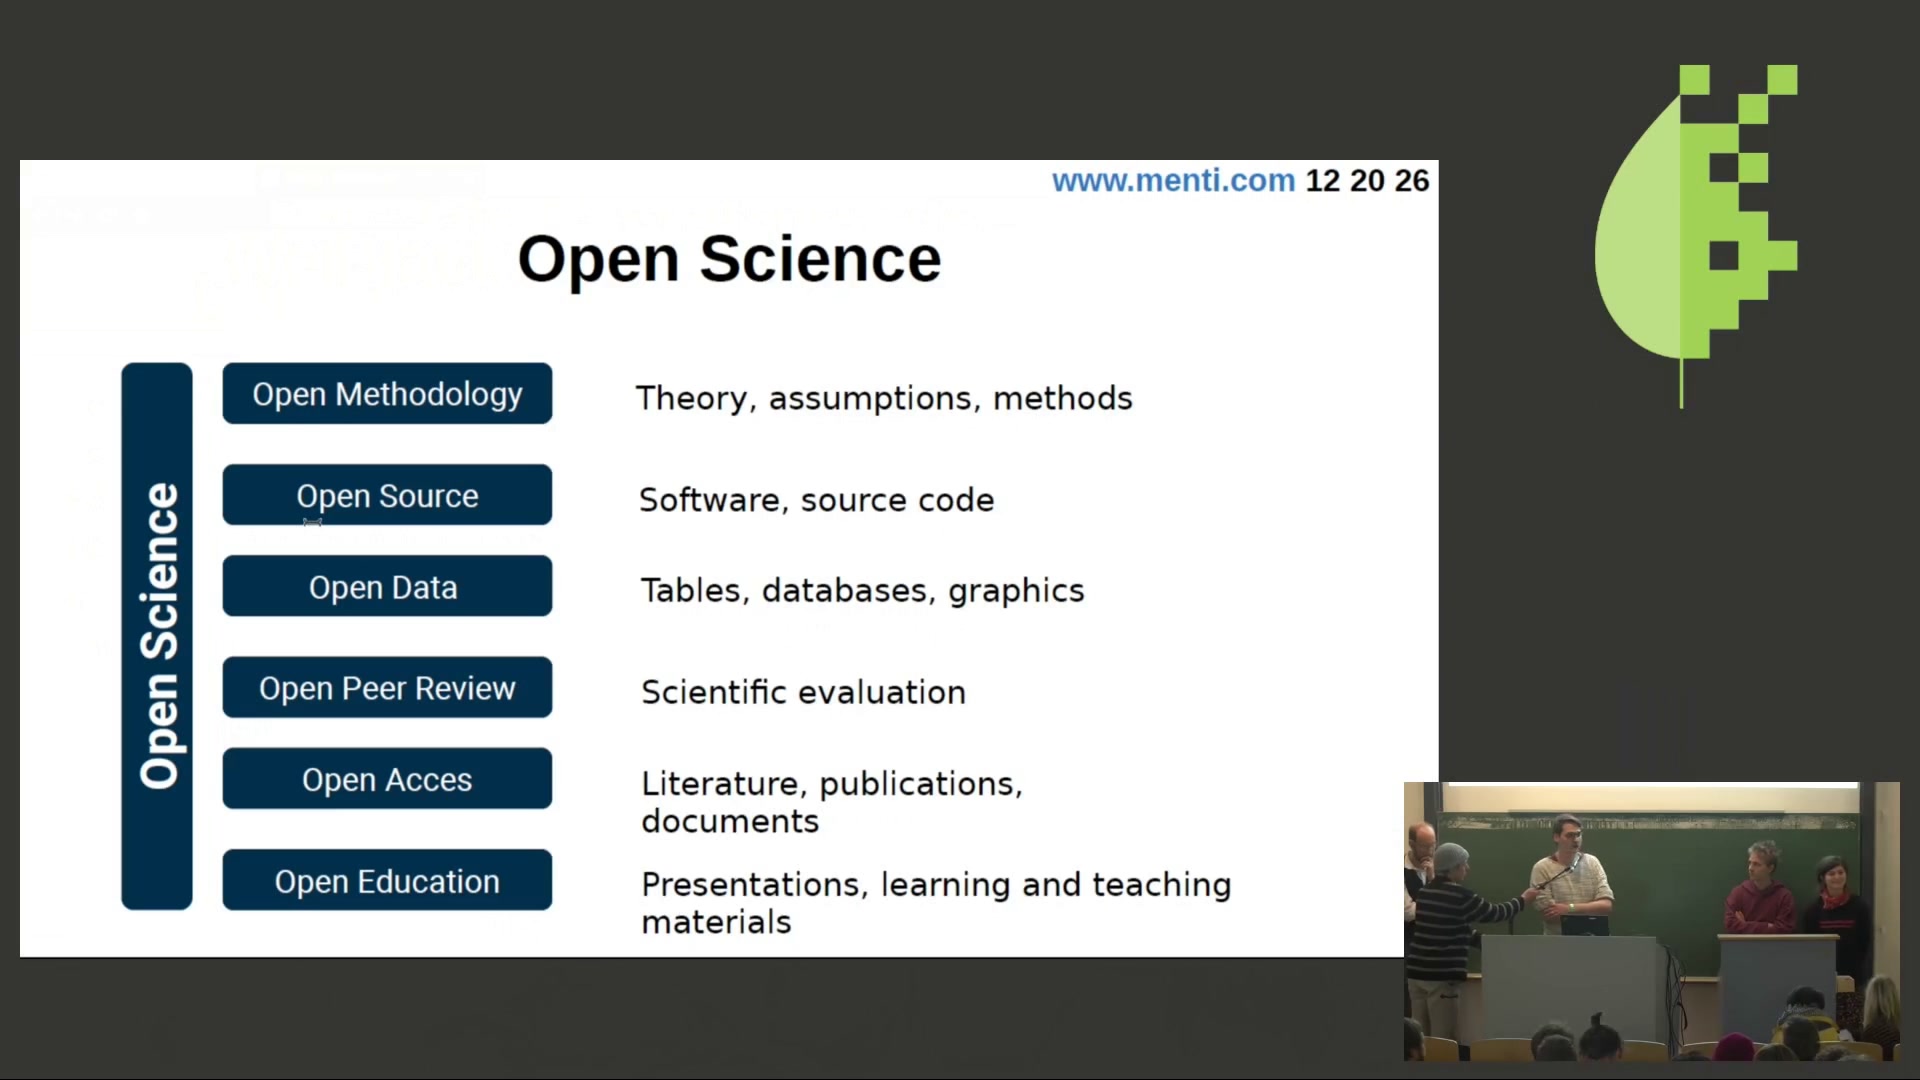 www.menti.com 12 20 26
Open Science
Open Science
Open Methodology
Theory, assumptions, methods
Open Source
Software, source code
Open Data
Tables, databases, graphics
Open Peer Review
Scientific evaluation
Open Acces
Literature, publications,
documents
Open Education
Presentations, learning and teaching
materials